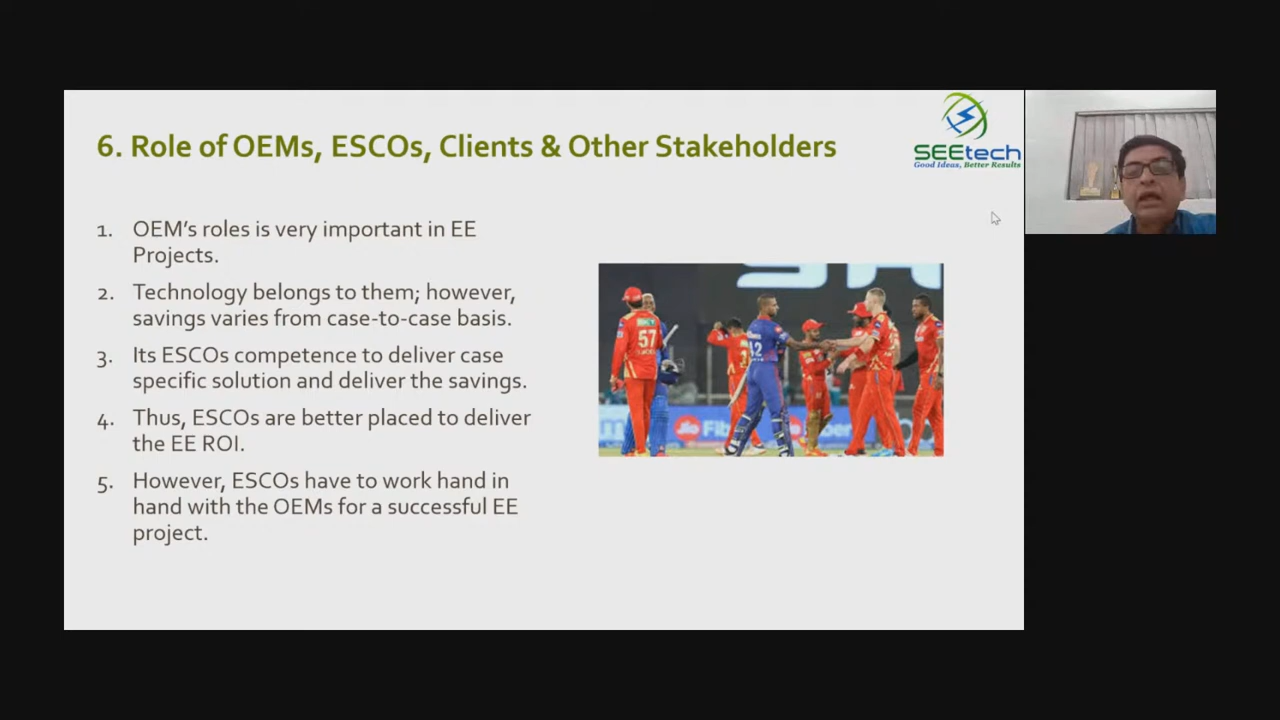 6. Role of OEMs, ESCOs, Clients & Other Stakeholders
SEEtech
Good Ideas, Better Results
1. OEM's roles is very important in EE
Projects.
2. Technology belongs to them; however,
savings varies from case-to-case basis.
3. Its ESCOs competence to deliver case
specific solution and deliver the savings.
4. Thus, ESCOs are better placed to deliver
the EE ROI.
5. However, ESCOs have to work hand in
hand with the OEMs for a successful EE
project.
57
42
Jio